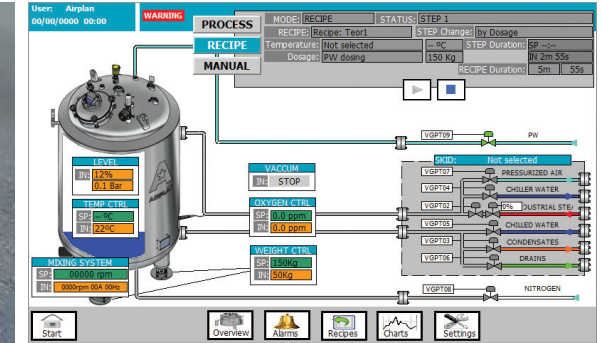 User: Airplan
00/00/0000 00:00
WARNING
PROCESS
RECIPE
MANUAL
MODE: RECIPE STATUS: STEP 1
RECIPE: Recipe: Teor1 STEP Change: by Dosage
Temperature: Not selected -- ºC STEP Duration: SP --:--
Dosage: PW dosing 150 Kg IN 2m 55s
RECIPE Duration: 5m 55s
VGPT09 PW
SKID: Not selected
VGPT07 PRESSURIZED AIR
VGPT04 CHILLER WATER
VGPT02 0% DUSTRIAL STEA
VGPT05 CHILLED WATER
VGPT03 CONDENSATES
VGPT06 DRAINS
VGPT08 NITROGEN
LEVEL
IN: 12%
0.1 Bar
TEMP CTRL
SP: -- ºC
IN: 22ºC
VACCUM
IN: STOP
OXYGEN CTRL
SP: 0.0 ppm
IN: 0.0 ppm
WEIGHT CTRL
SP: 150Kg
IN: 50Kg
MIXING SYSTEM
SP: 00000 rpm
IN: 0000rpm 00A 00Hz
AIRPLAN
Start
Overview
Alarms
Recipes
Charts
Settings